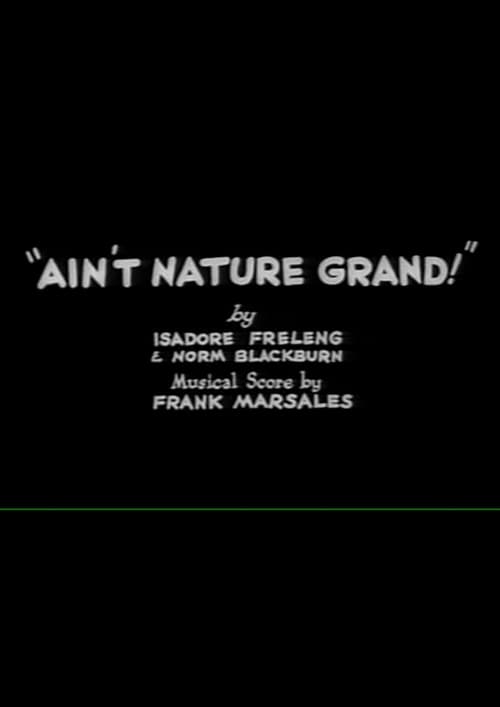 "AIN'T NATURE GRAND!"
by
ISADORE FRELENG
& NORM BLACKBURN
Musical Score by
FRANK MARSALES